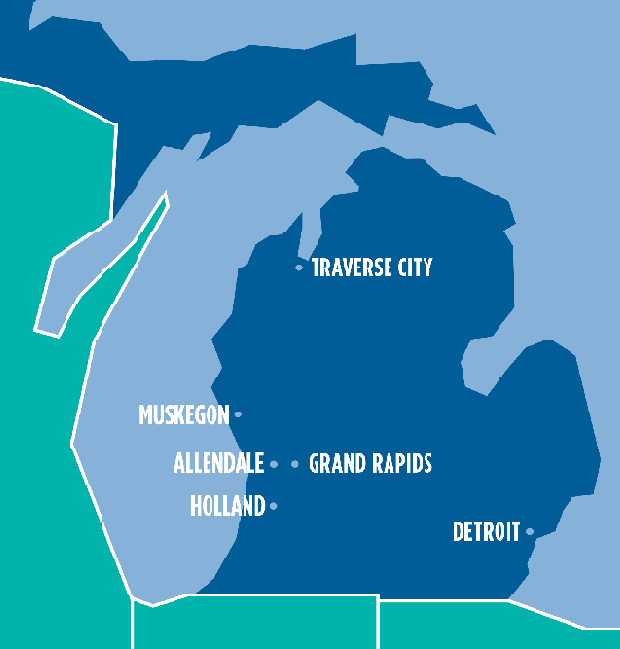 TRAVERSE CITY
MUSKEGON
ALLENDALE
GRAND RAPIDS
HOLLAND
DETROIT